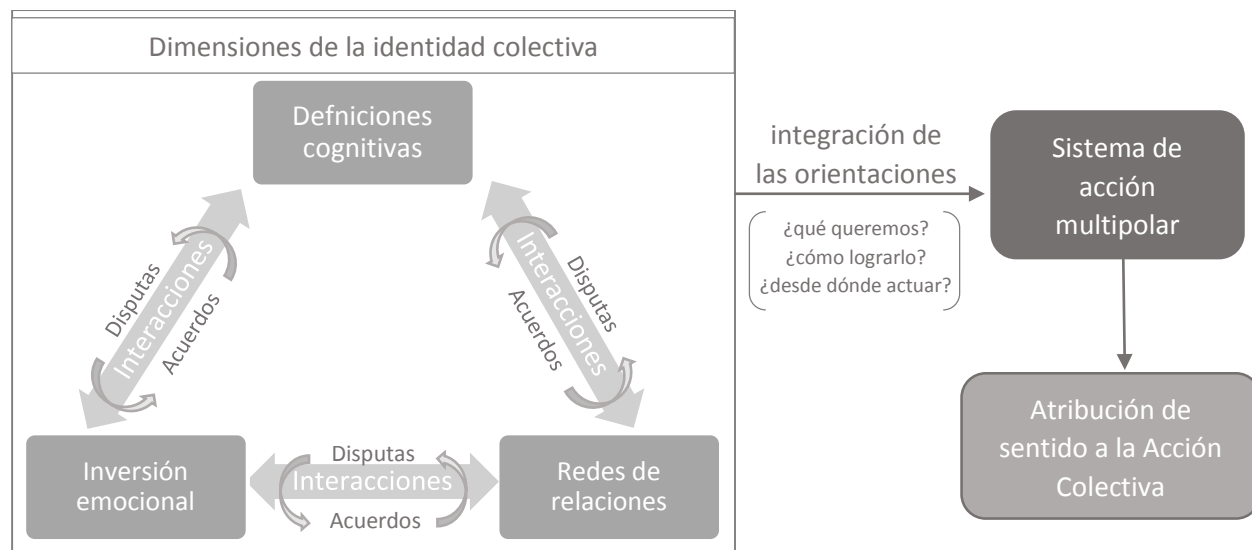 Dimensiones de la identidad colectiva
Defniciones
cognitivas
Disputas
Interacciones
Acuerdos
Disputas
Interacciones
Acuerdos
Inversión
emocional
Disputas
Interacciones
Acuerdos
Redes de
relaciones
integración de
las orientaciones
¿qué queremos?
¿cómo lograrlo?
¿desde dónde actuar?
Sistema de
acción
multipolar
Atribución de
sentido a la Acción
Colectiva